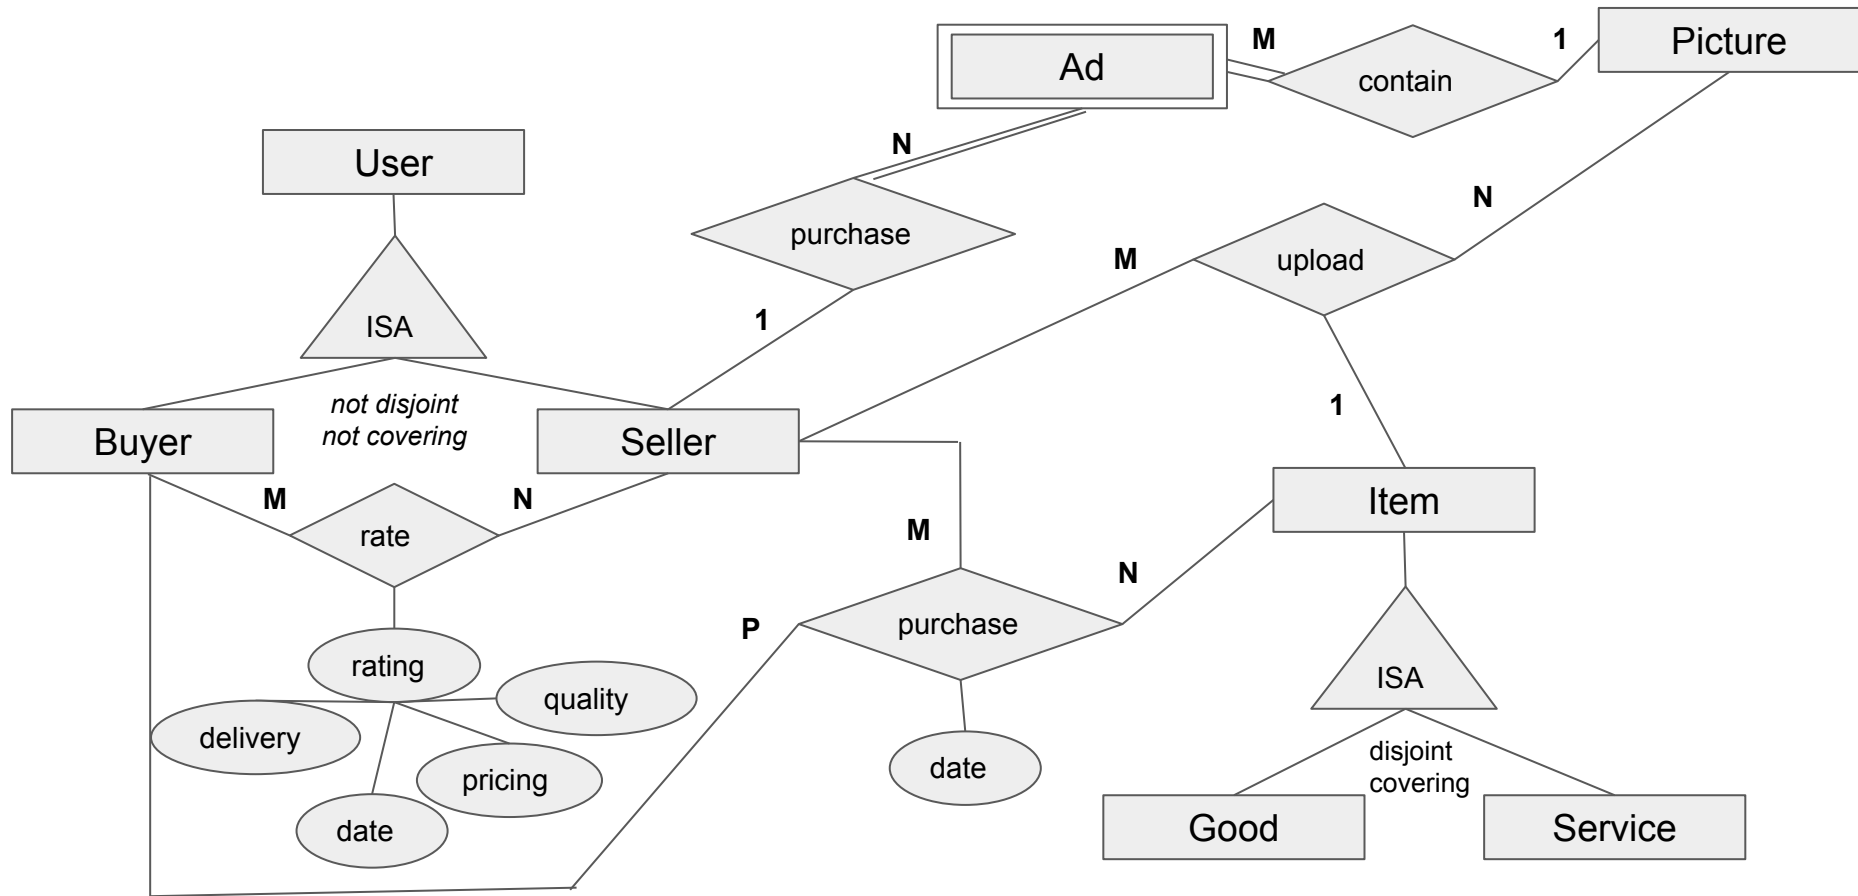 Picture
M
1
Ad
contain
N
User
N
purchase
upload
M
ISA
1
1
not disjoint
not covering
Buyer
Seller
M
N
Item
rate
M
N
P
purchase
rating
ISA
quality
delivery
disjoint
covering
pricing
date
date
Good
Service